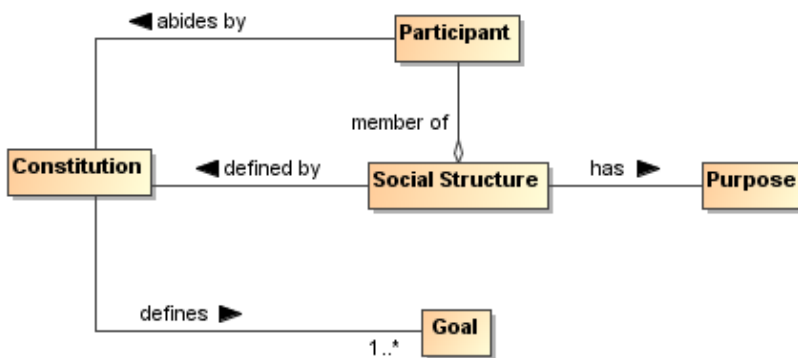 abides by
Participant
member of
Constitution
defined by
Social Structure
has
Purpose
defines
Goal
1..*